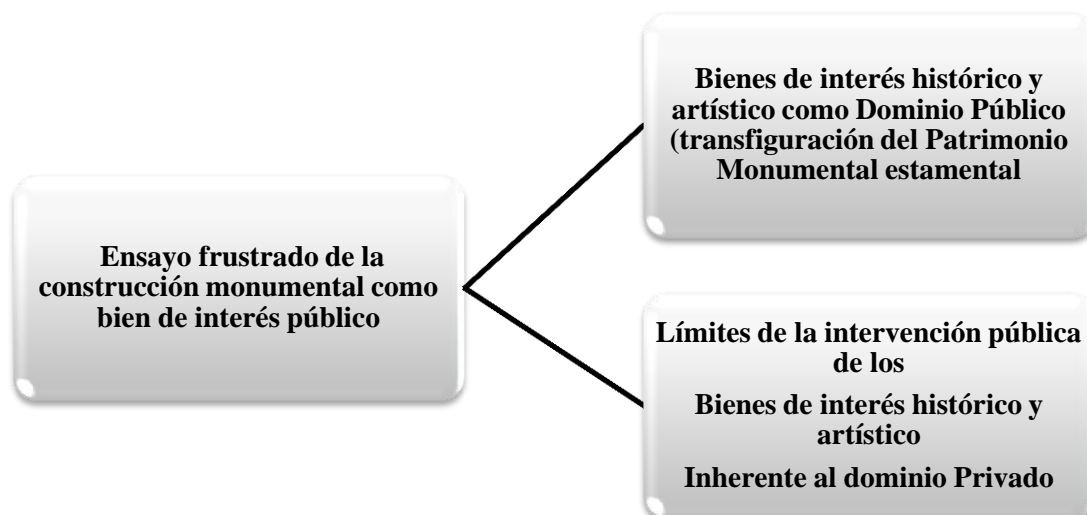 Ensayo frustrado de la
construcción monumental como
bien de interés público
Bienes de interés histórico y
artístico como Dominio Público
(transfiguración del Patrimonio
Monumental estamental
Límites de la intervención pública
de los
Bienes de interés histórico y
artístico
Inherente al dominio Privado